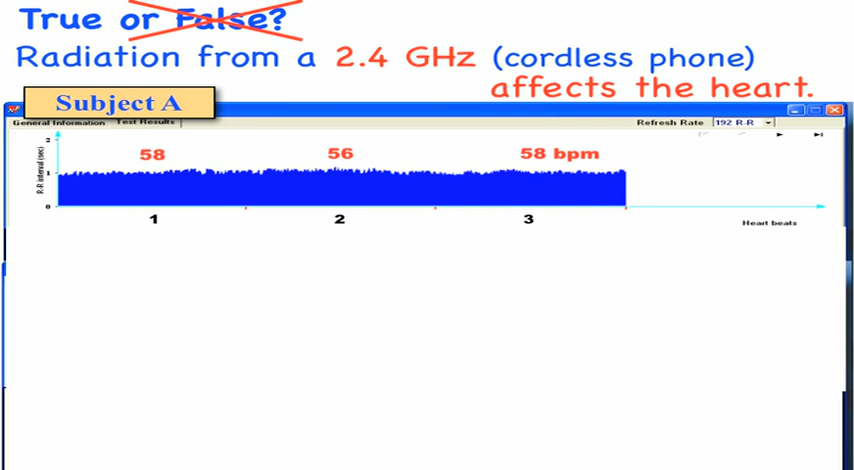 True or False?
Radiation from a 2.4 GHz (cordless phone)
affects the heart.
Subject A
General Information Test Results
Refresh Rate 192 R-R
R-R interval (sec)
2
1
0
58 56 58 bpm
1 2 3
Heart beats